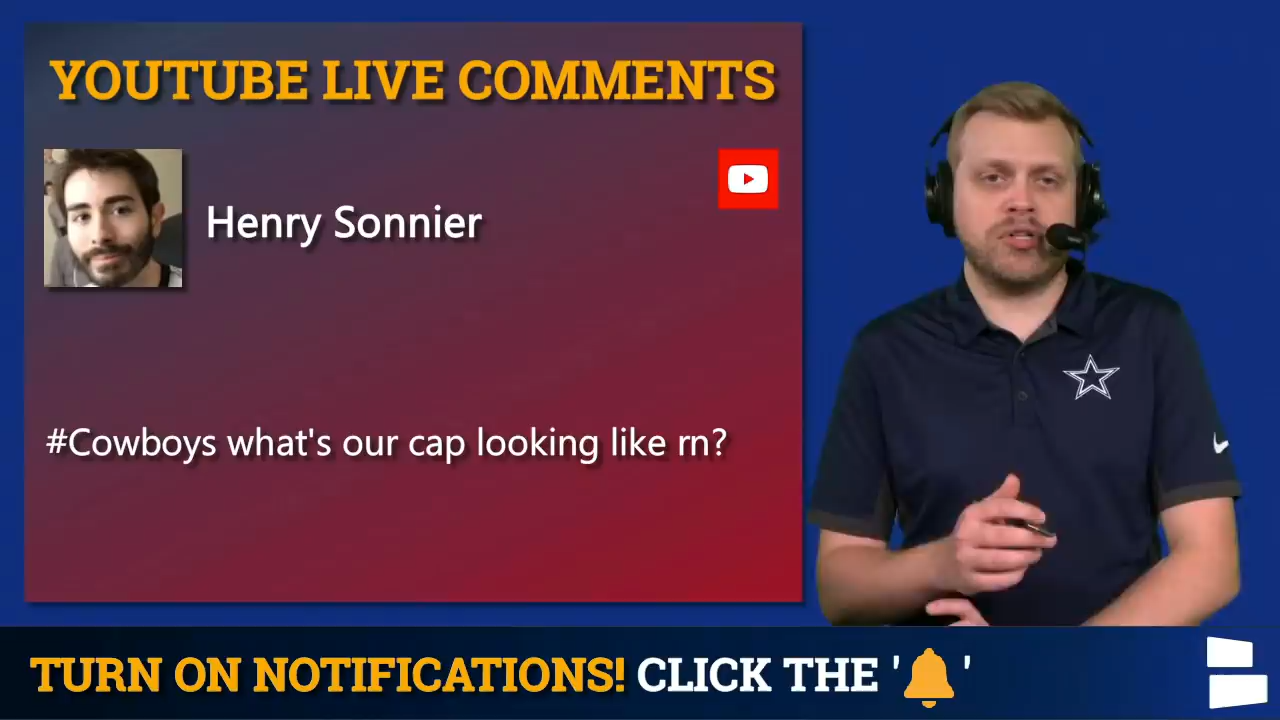 YOUTUBE LIVE COMMENTS
Henry Sonnier
#Cowboys what's our cap looking like rn?
TURN ON NOTIFICATIONS! CLICK THE ' '